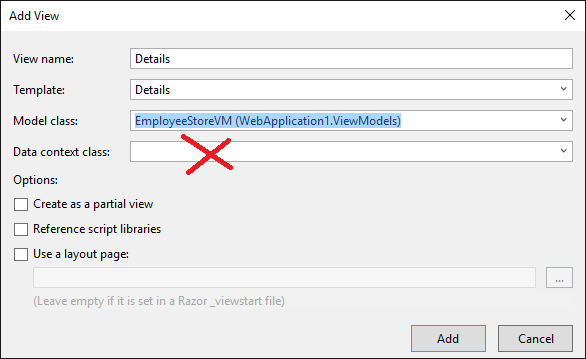 Add View
View name: Details
Template: Details
Model class: EmployeeStoreVM (WebApplication1.ViewModels)
Data context class:
Options:
Create as a partial view
Reference script libraries
Use a layout page:
...
(Leave empty if it is set in a Razor _viewstart file)
Add Cancel